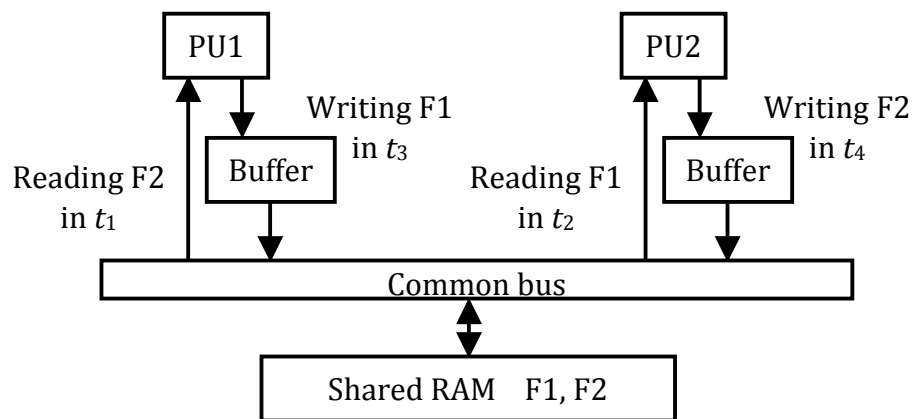 PU1
PU2
Writing F1
in t₃
Writing F2
in t₄
Buffer
Buffer
Reading F2
in t₁
Reading F1
in t₂
Common bus
Shared RAM F1, F2